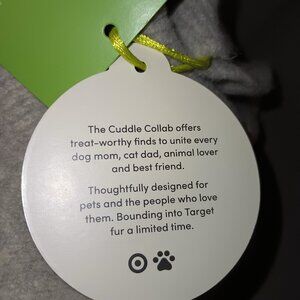 The Cuddle Collab offers
treat-worthy finds to unite every
dog mom, cat dad, animal lover
and best friend.
Thoughtfully designed for
pets and the people who love
them. Bounding into Target
fur a limited time.